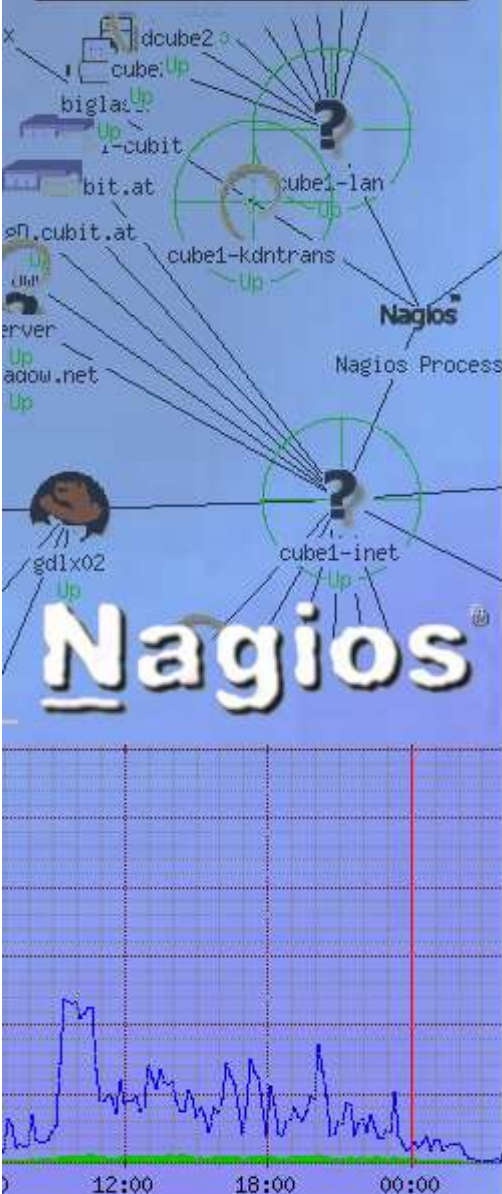 x
dcube2
cube
Up
Up
Up
-cubit
bit.at
cube1-lan
Up
.cubit.at
cube1-kdntrans
Up
Nagios
erver
Up
Nagios Process
adow.net
Up
cube1-inet
Up
gdlx02
Up
Nagios®
12:00 18:00 00:00